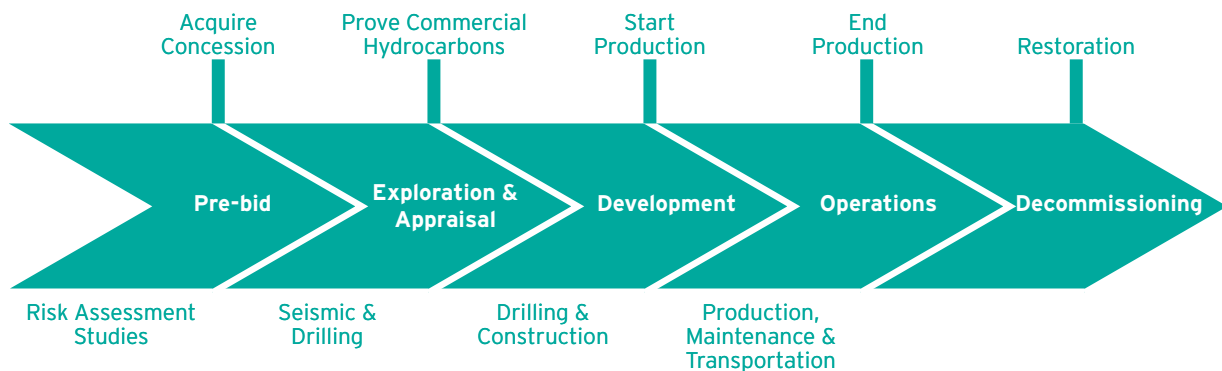 Acquire
Concession
Prove Commercial
Hydrocarbons
Start
Production
End
Production
Restoration
Pre-bid
Exploration &
Appraisal
Development
Operations
Decommissioning
Risk Assessment
Studies
Seismic &
Drilling
Drilling &
Construction
Production,
Maintenance &
Transportation